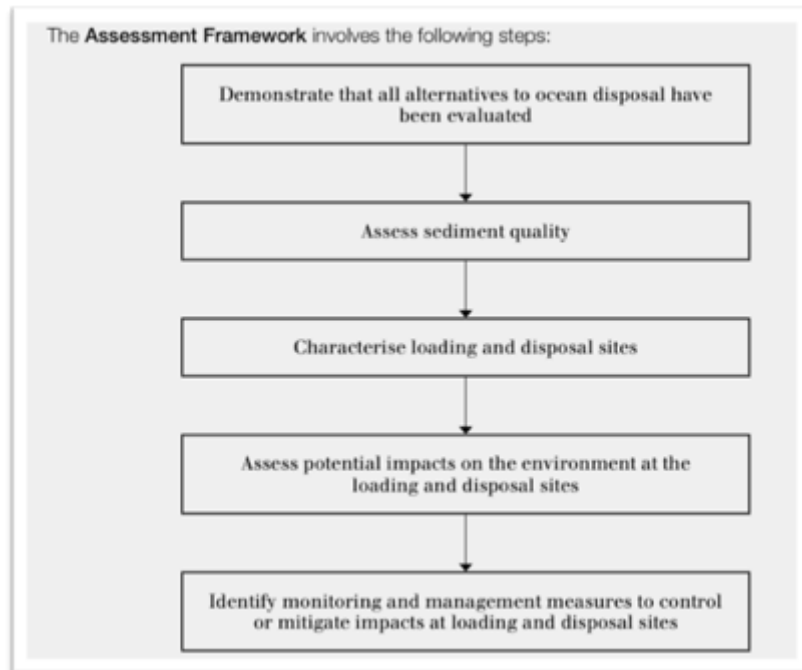 The Assessment Framework involves the following steps:
Demonstrate that all alternatives to ocean disposal have
been evaluated
Assess sediment quality
Characterise loading and disposal sites
Assess potential impacts on the environment at the
loading and disposal sites
Identify monitoring and management measures to control
or mitigate impacts at loading and disposal sites